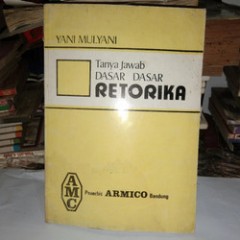 YANI MULYANI
Tanya Jawab
DASAR DASAR
RETORIKA
AMC
Penerbit ARMICO Bandung